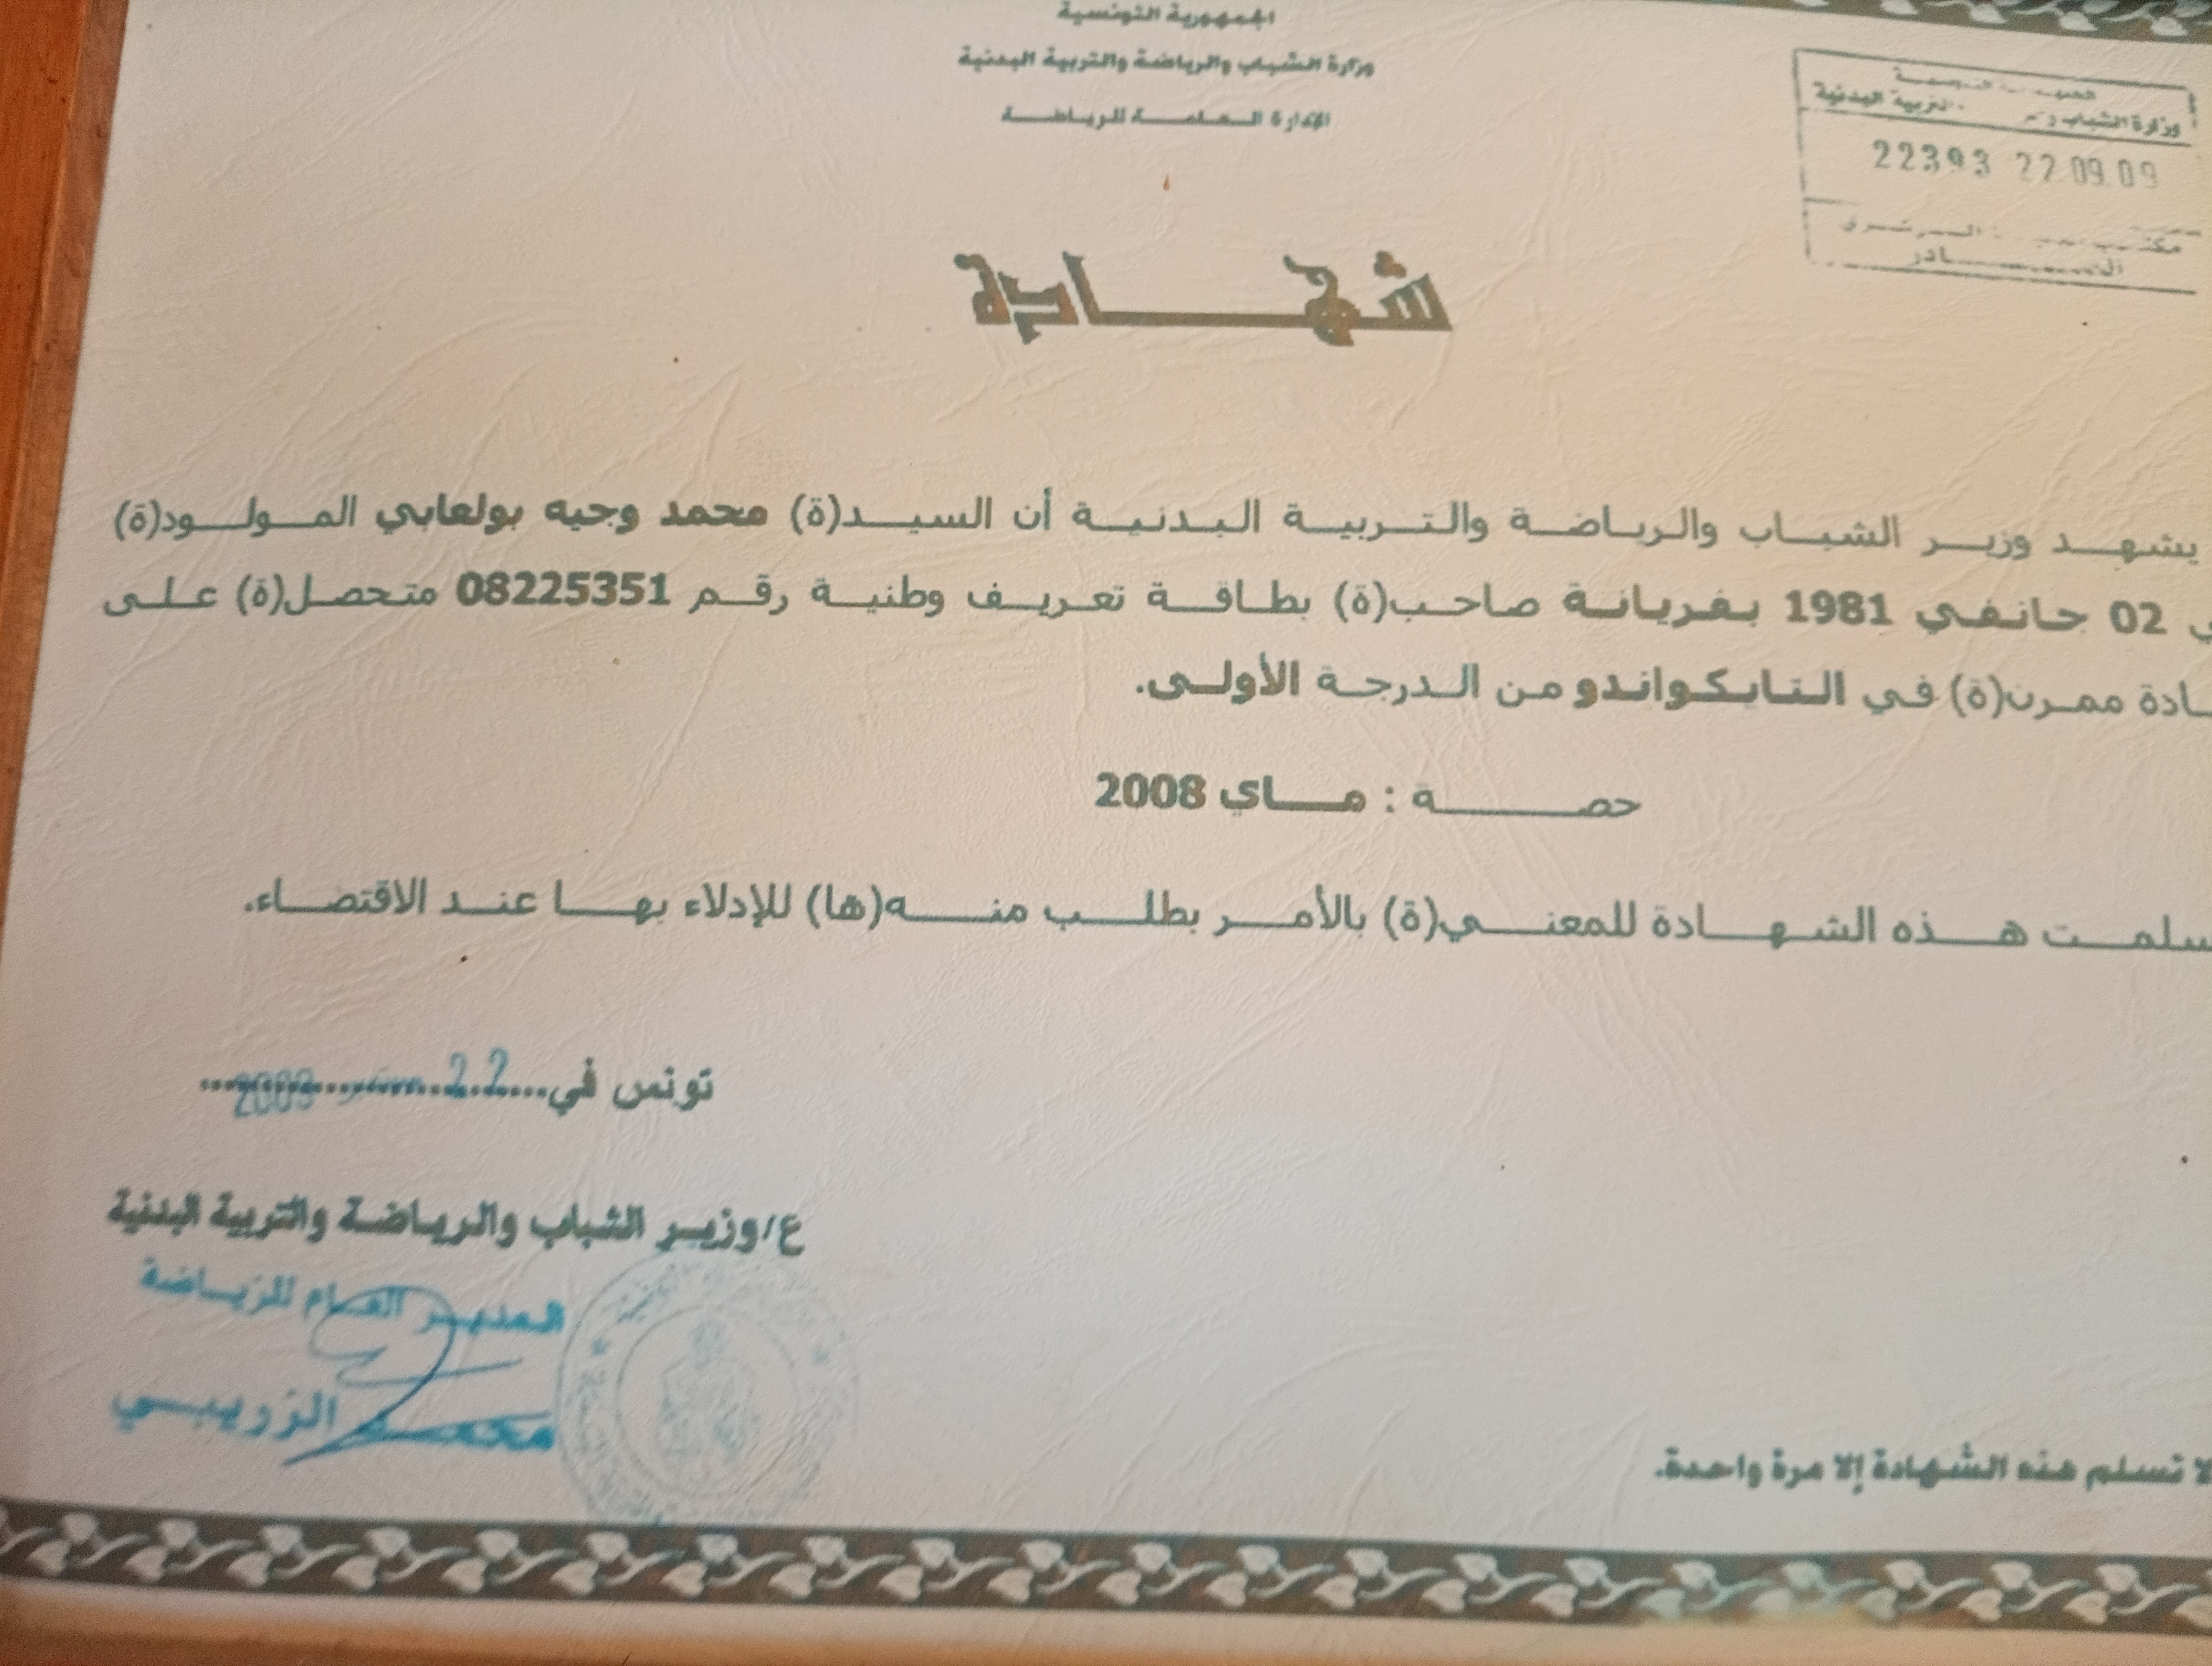 الجمهورية التونسية
وزارة الشباب والرياضة والتربية البدنية
الإدارة العامة للرياضة
وزارة الشباب والتربية البدنية
22393 22.09.09
مكتب
الصادر
شهادة
يشهد وزير الشباب والرياضة والتربية البدنية أن السيد(ة) محمد وجيه بولعابي المولود(ة)
02 جانفي 1981 بفريانة صاحب(ة) بطاقة تعريف وطنية رقم 08225351 متحصل(ة) على
ممرن(ة) في التايكواندو من الدرجة الأولى.
حصة : ماي 2008
سلمت هذه الشهادة للمعني(ة) بالأمر بطلب منه(ها) للإدلاء بها عند الاقتضاء.
تونس في 22
ع/وزير الشباب والرياضة والتربية البدنية
المدير العام للرياضة
الزريبي
لا تسلم هذه الشهادة إلا مرة واحدة.